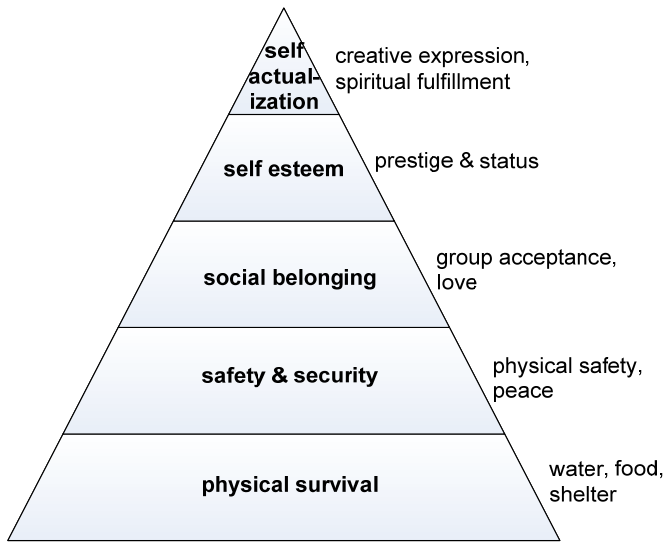 self
actual-
ization
creative expression,
spiritual fulfillment
self esteem
prestige & status
social belonging
group acceptance,
love
safety & security
physical safety,
peace
physical survival
water, food,
shelter